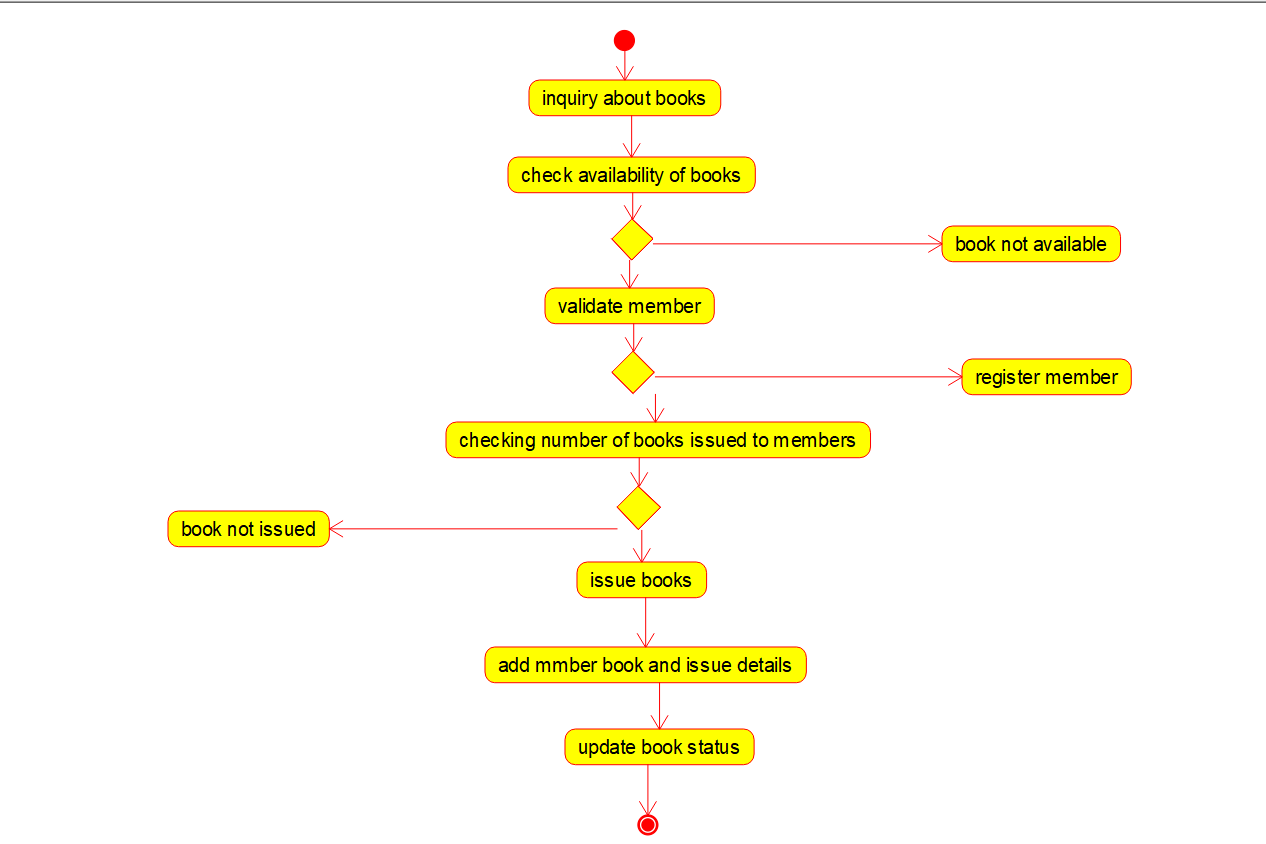 inquiry about books
check availability of books
book not available
validate member
register member
checking number of books issued to members
book not issued
issue books
add mmber book and issue details
update book status